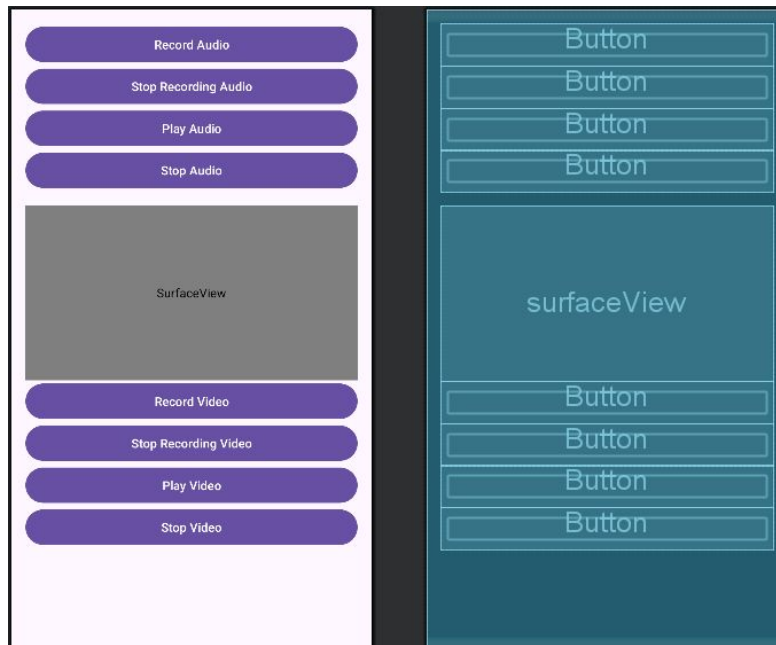 Record Audio
Stop Recording Audio
Play Audio
Stop Audio
SurfaceView
Record Video
Stop Recording Video
Play Video
Stop Video
Button
Button
Button
Button
surfaceView
Button
Button
Button
Button